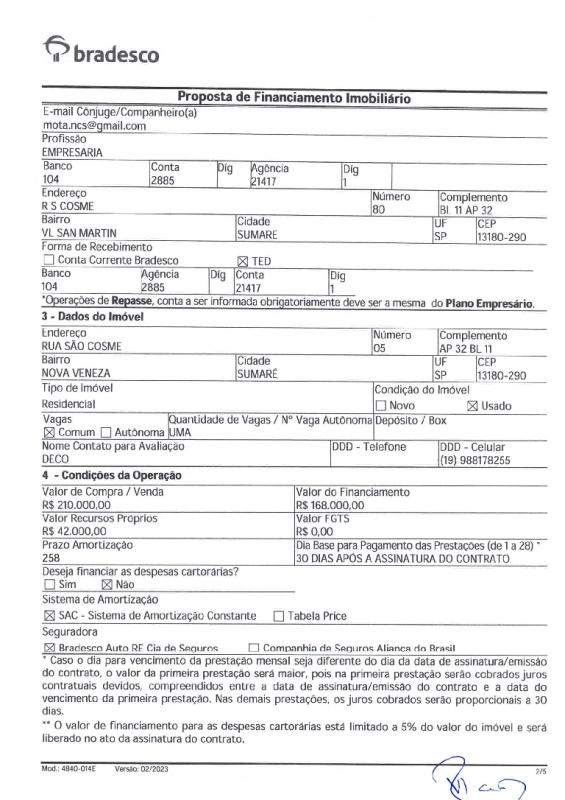 bradesco
Proposta de Financiamento Imobiliário
E-mail Cônjuge/Companheiro(a)
mota.ncs@gmail.com
Profissão
EMPRESARIA
Banco Conta Díg Agência Díg
104 2885 21417 1
Endereço Número Complemento
R S COSME 80 BL 11 AP 32
Bairro Cidade UF CEP
VL SAN MARTIN SUMARE SP 13180-290
Forma de Recebimento
☐ Conta Corrente Bradesco ☒ TED
Banco Agência Díg Conta Díg
104 2885 21417 1
*Operações de Repasse, conta a ser informada obrigatoriamente deve ser a mesma do Plano Empresário.
3 - Dados do Imóvel
Endereço Número Complemento
RUA SÃO COSME 05 AP 32 BL 11
Bairro Cidade UF CEP
NOVA VENEZA SUMARÉ SP 13180-290
Tipo de Imóvel Condição do Imóvel
Residencial ☐ Novo ☒ Usado
Vagas Quantidade de Vagas / Nº Vaga Autônoma Depósito / Box
☒ Comum ☐ Autônoma UMA
Nome Contato para Avaliação DDD - Telefone DDD - Celular
DECO (19) 988178255
4 - Condições da Operação
Valor de Compra / Venda Valor do Financiamento
R$ 210.000,00 R$ 168.000,00
Valor Recursos Próprios Valor FGTS
R$ 42.000,00 R$ 0,00
Prazo Amortização Dia Base para Pagamento das Prestações (de 1 a 28) *
258 30 DIAS APÓS A ASSINATURA DO CONTRATO
Deseja financiar as despesas cartorárias?
☐ Sim ☒ Não
Sistema de Amortização
☒ SAC - Sistema de Amortização Constante ☐ Tabela Price
Seguradora
☒ Bradesco Auto RE Cia de Seguros ☐ Companhia de Seguros Aliança do Brasil
* Caso o dia para vencimento da prestação mensal seja diferente do dia da data de assinatura/emissão
do contrato, o valor da primeira prestação será maior, pois na primeira prestação serão cobrados juros
contratuais devidos, compreendidos entre a data de assinatura/emissão do contrato e a data do
vencimento da primeira prestação. Nas demais prestações, os juros cobrados serão proporcionais a 30
dias.
** O valor de financiamento para as despesas cartorárias está limitado a 5% do valor do imóvel e será
liberado no ato da assinatura do contrato.
Mod.: 4840-014E Versão: 02/2023 2/5